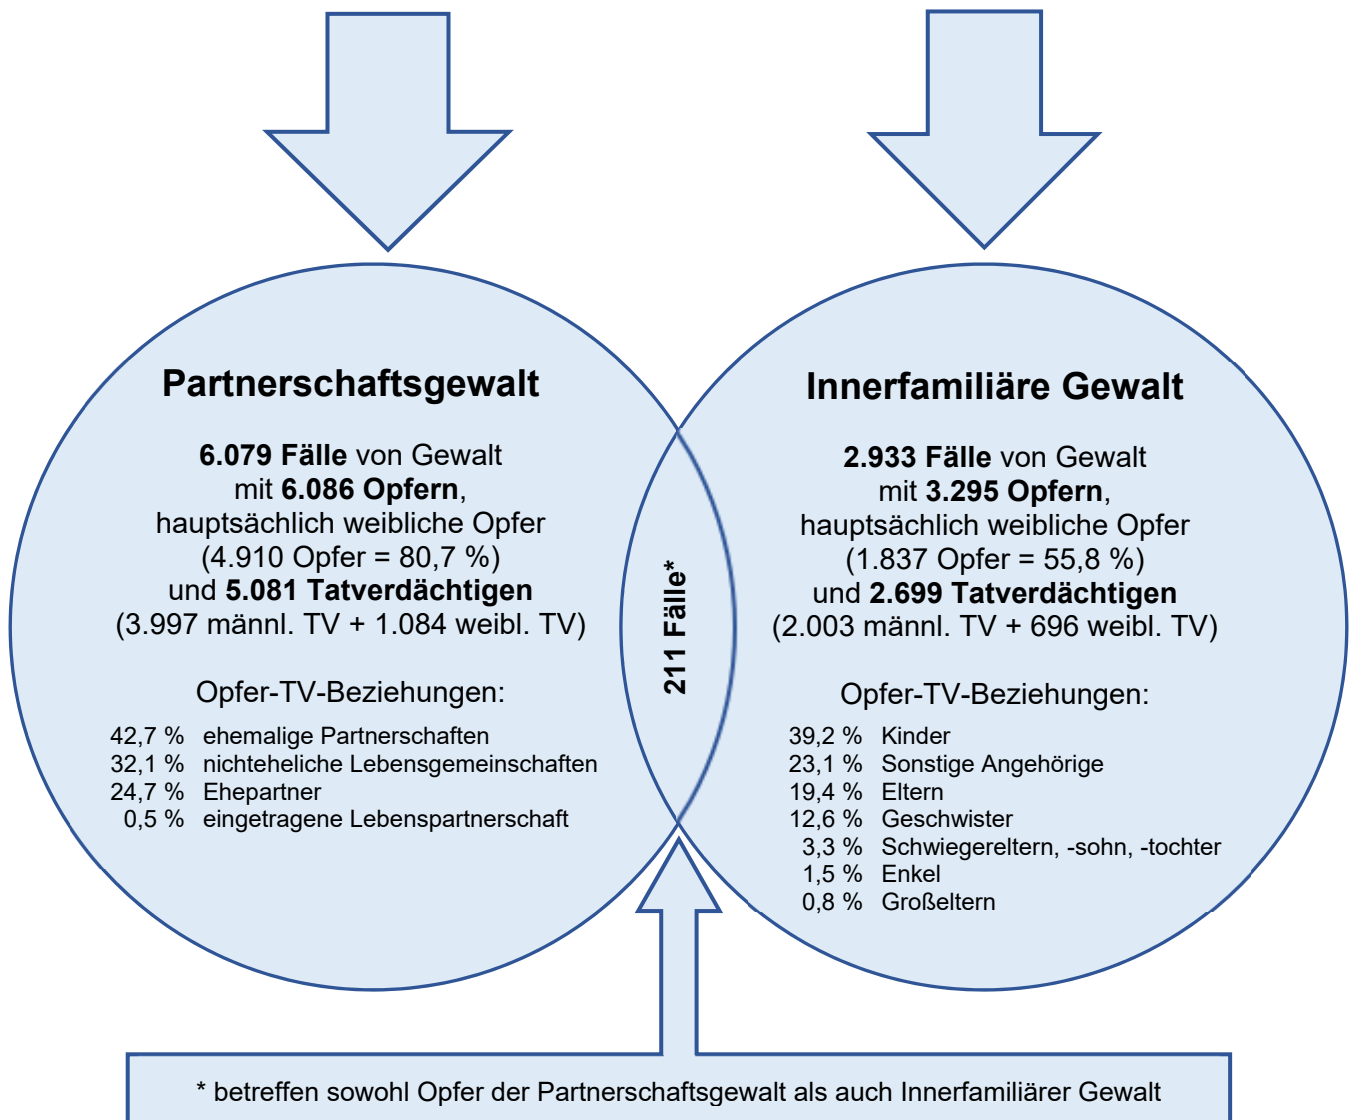 Partnerschaftsgewalt
6.079 Fälle von Gewalt
mit 6.086 Opfern,
hauptsächlich weibliche Opfer
(4.910 Opfer = 80,7 %)
und 5.081 Tatverdächtigen
(3.997 männl. TV + 1.084 weibl. TV)
Opfer-TV-Beziehungen:
42,7 % ehemalige Partnerschaften
32,1 % nichteheliche Lebensgemeinschaften
24,7 % Ehepartner
0,5 % eingetragene Lebenspartnerschaft
211 Fälle*
Innerfamiliäre Gewalt
2.933 Fälle von Gewalt
mit 3.295 Opfern,
hauptsächlich weibliche Opfer
(1.837 Opfer = 55,8 %)
und 2.699 Tatverdächtigen
(2.003 männl. TV + 696 weibl. TV)
Opfer-TV-Beziehungen:
39,2 % Kinder
23,1 % Sonstige Angehörige
19,4 % Eltern
12,6 % Geschwister
3,3 % Schwiegereltern, -sohn, -tochter
1,5 % Enkel
0,8 % Großeltern
* betreffen sowohl Opfer der Partnerschaftsgewalt als auch Innerfamiliärer Gewalt